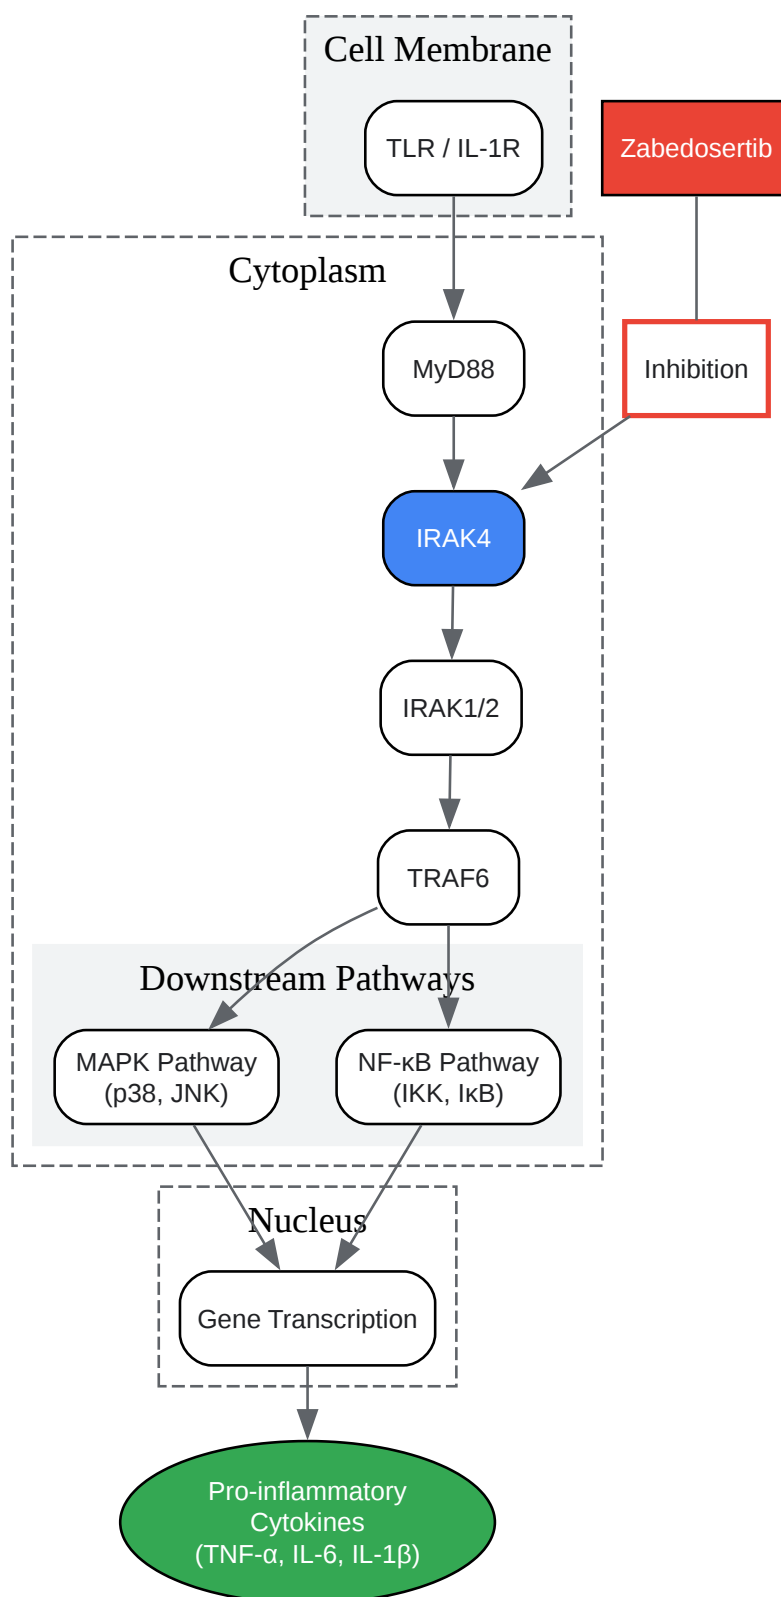 Cell Membrane
TLR / IL-1R
Zabedosertib
Cytoplasm
MyD88
Inhibition
IRAK4
IRAK1/2
TRAF6
Downstream Pathways
MAPK Pathway
(p38, JNK)
NF-κB Pathway
(IKK, IκB)
Nucleus
Gene Transcription
Pro-inflammatory
Cytokines
(TNF-α, IL-6, IL-1β)